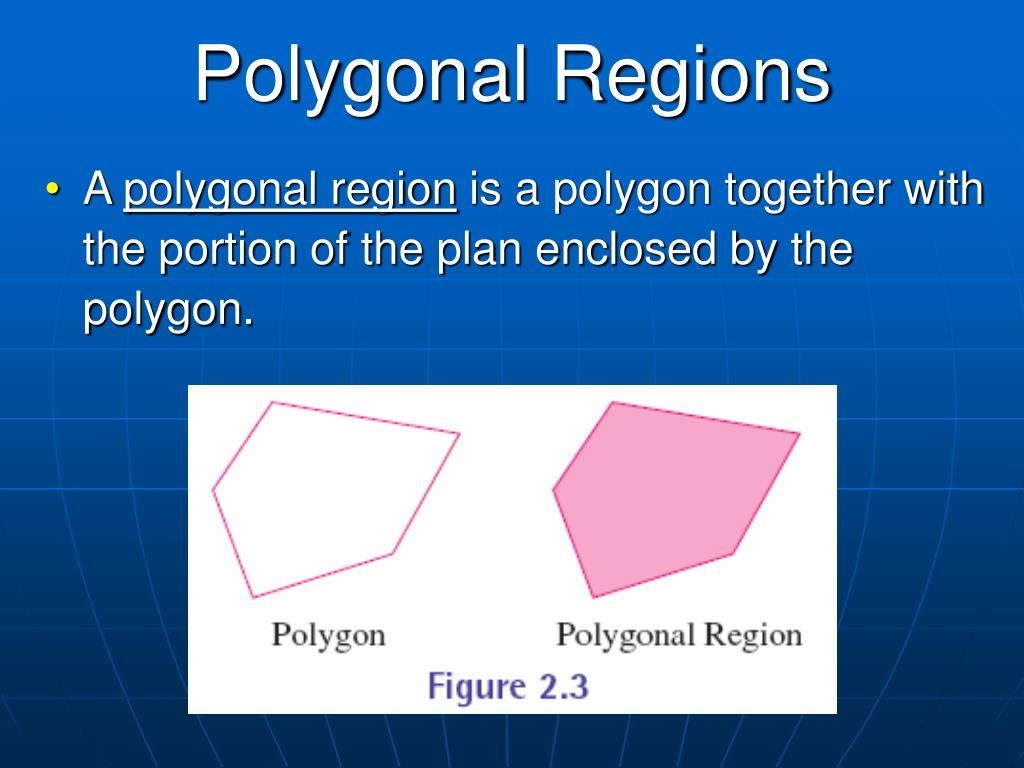 Polygonal Regions
• A polygonal region is a polygon together with
the portion of the plan enclosed by the
polygon.
Polygon
Polygonal Region
Figure 2.3